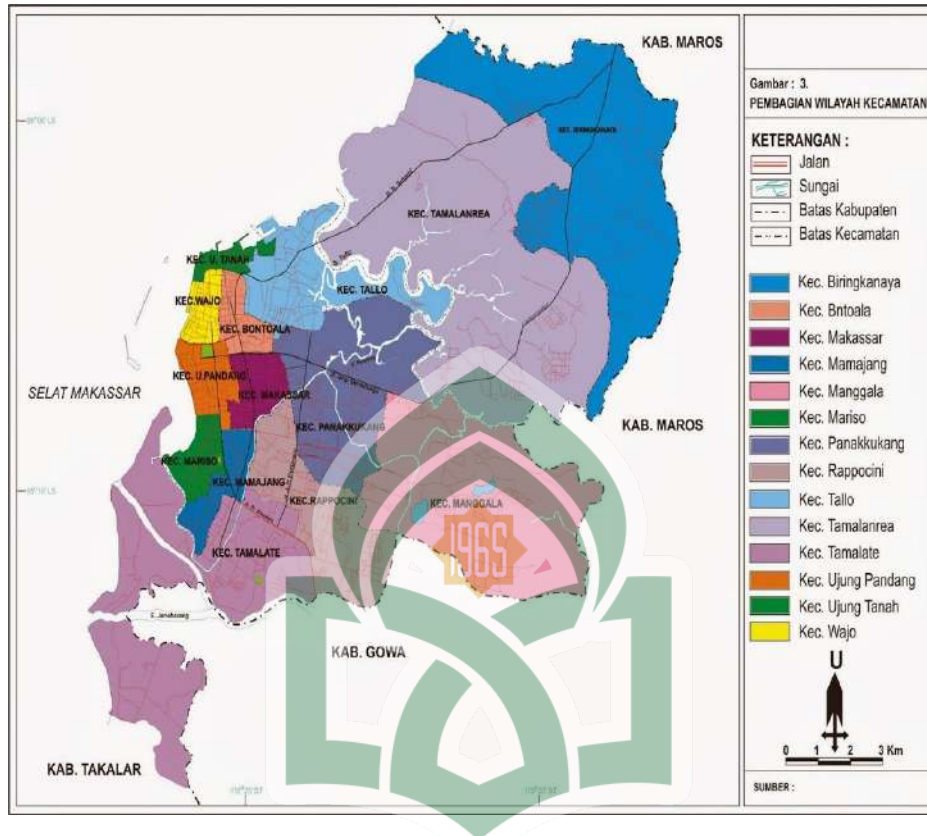 KAB. MAROS
KEC. BIRINGKANAYA
KEC. TAMALANREA
KEC. U. TANAH
KEC. TALLO
KEC.WAJO
KEC. BONTOALA
KEC. U.PANDANG
SELAT MAKASSAR
KEC. MAKASSAR
KEC. PANAKKUKANG
KAB. MAROS
KEC. MARISO
KEC. MAMAJANG
KEC.RAPPOCINI
KEC. MANGGALA
1965
KEC. TAMALATE
KAB. GOWA
KAB. TAKALAR
Gambar : 3.
PEMBAGIAN WILAYAH KECAMATAN
KETERANGAN :
Jalan
Sungai
Batas Kabupaten
Batas Kecamatan
Kec. Biringkanaya
Kec. Bntoala
Kec. Makassar
Kec. Mamajang
Kec. Manggala
Kec. Mariso
Kec. Panakkukang
Kec. Rappocini
Kec. Tallo
Kec. Tamalanrea
Kec. Tamalate
Kec. Ujung Pandang
Kec. Ujung Tanah
Kec. Wajo
U
0 1 2 3 Km
SUMBER :